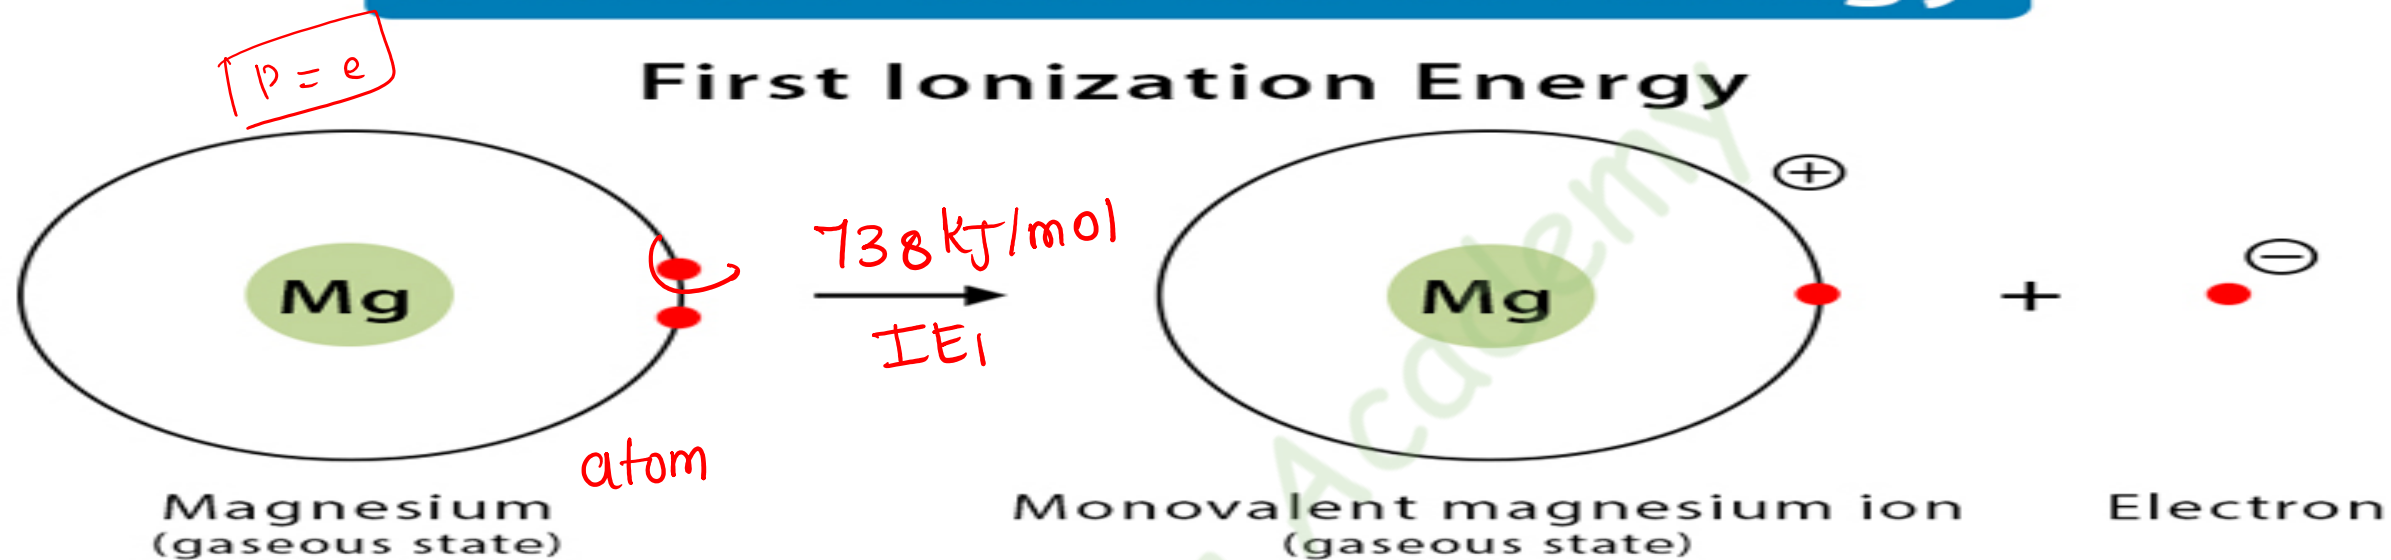 First Ionization Energy
p = e
Mg
738 kJ/mol
IE1
Mg
+
+
−
atom
Magnesium
(gaseous state)
Monovalent magnesium ion
(gaseous state)
Electron
Academy